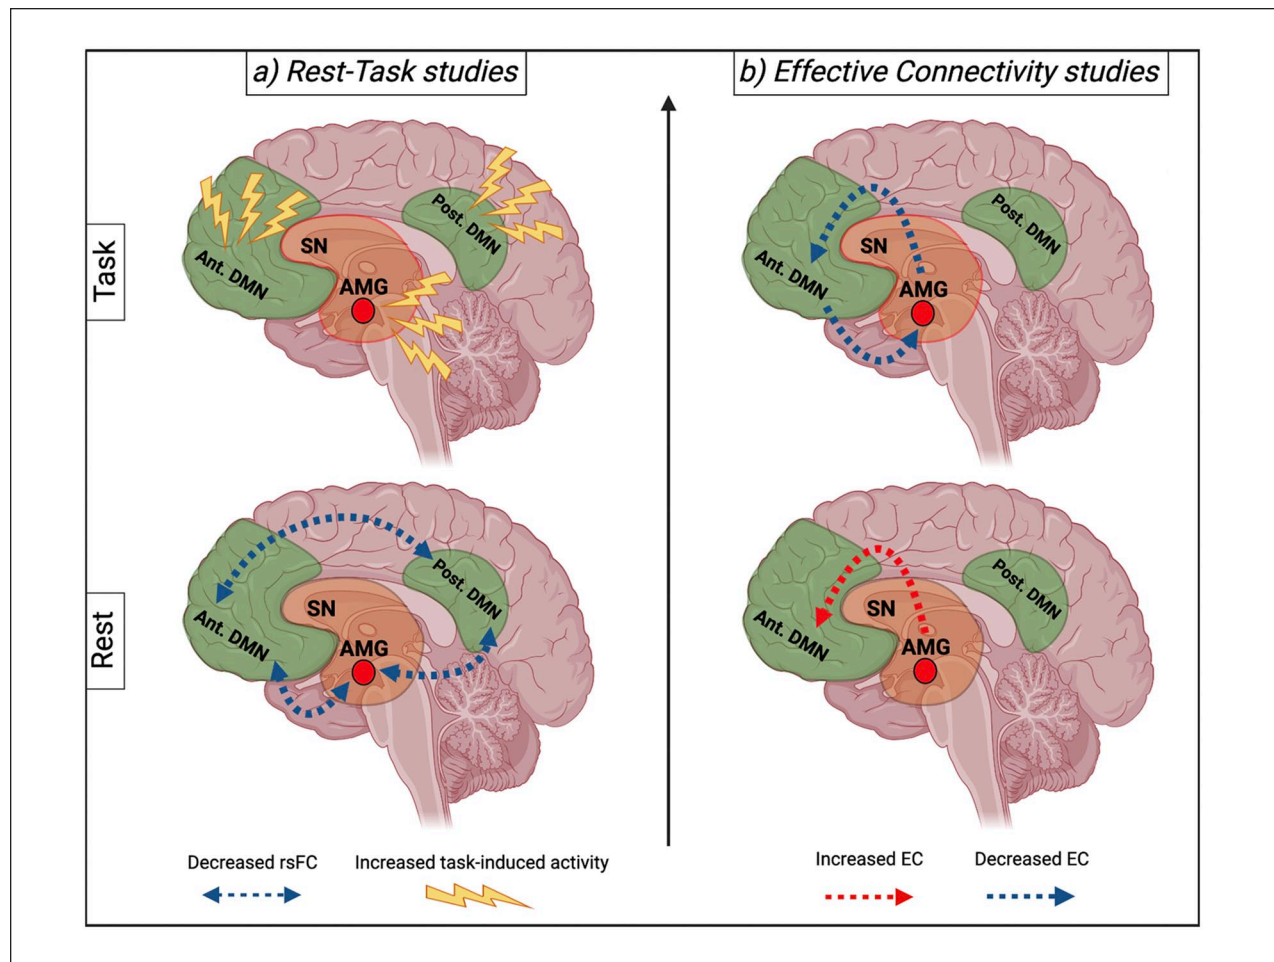 a) Rest-Task studies
b) Effective Connectivity studies
Task
Ant. DMN
SN
AMG
Post. DMN
Ant. DMN
SN
AMG
Post. DMN
Rest
Ant. DMN
SN
AMG
Post. DMN
Ant. DMN
SN
AMG
Post. DMN
Decreased rsFC
Increased task-induced activity
Increased EC
Decreased EC